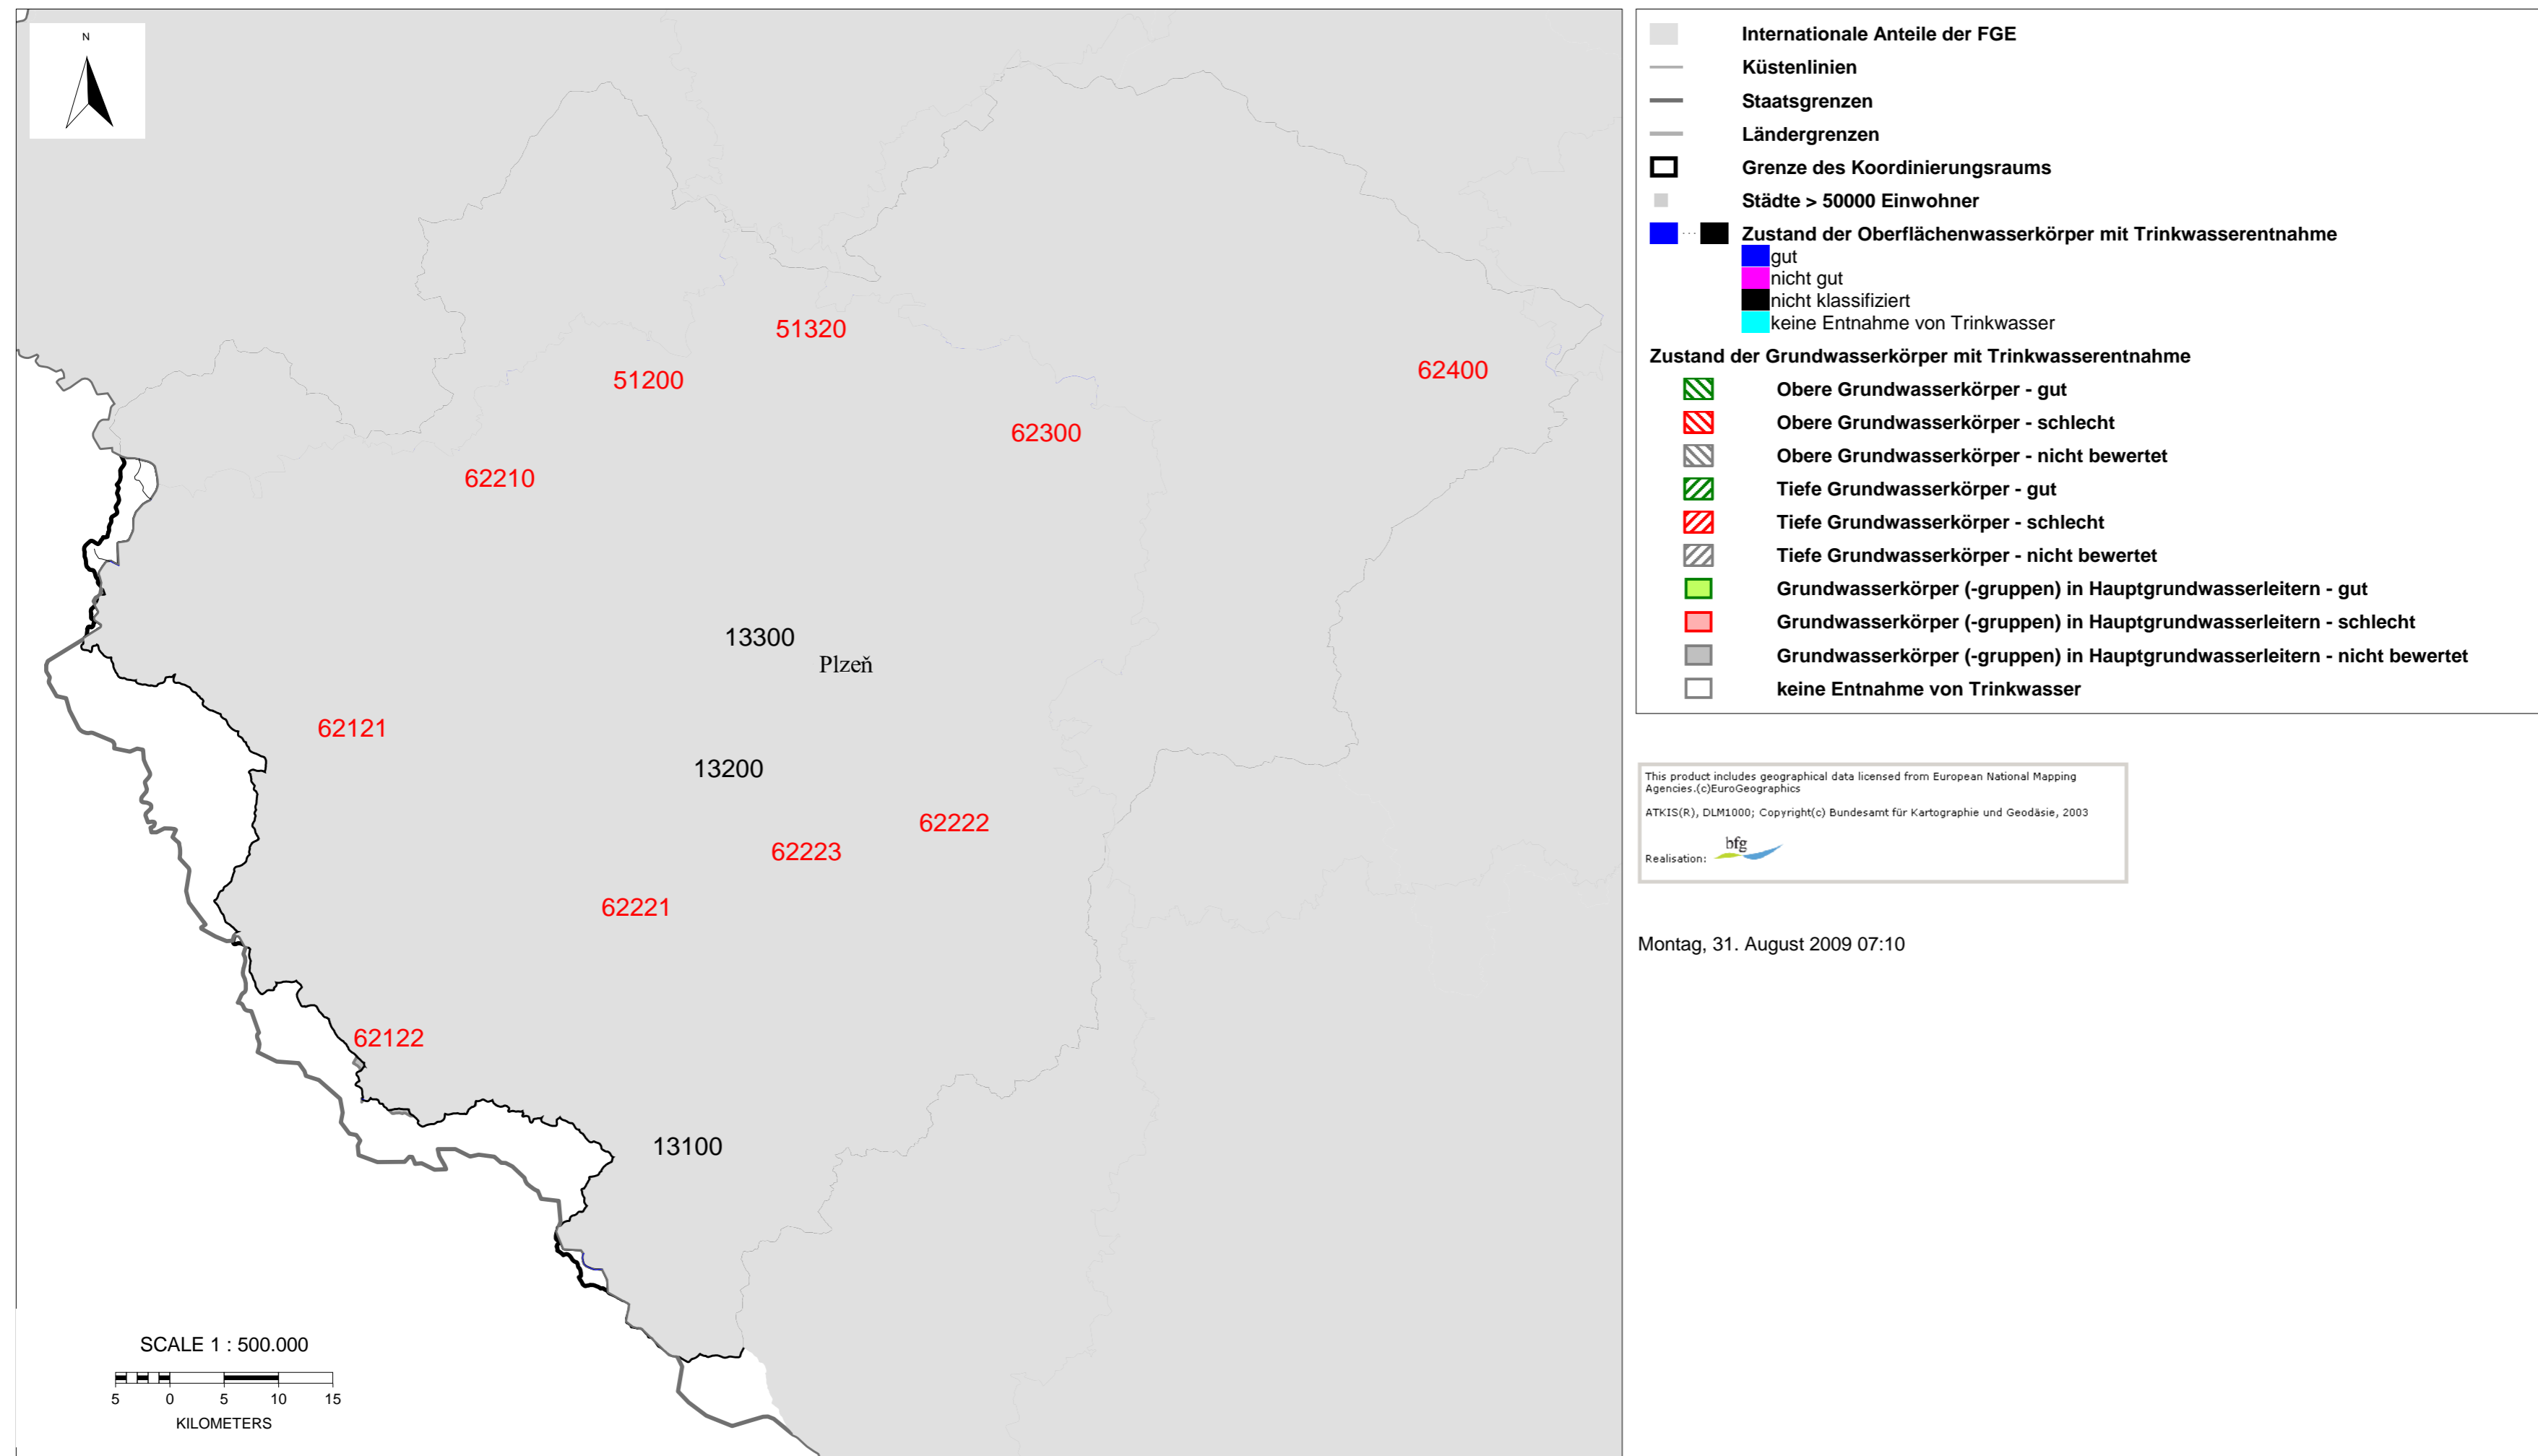 N
51320
51200
62400
62300
62210
13300
Plzeň
62121
13200
62222
62223
62221
62122
13100
SCALE 1 : 500.000
5 0 5 10 15
KILOMETERS
Internationale Anteile der FGE
Küstenlinien
Staatsgrenzen
Ländergrenzen
Grenze des Koordinierungsraums
Städte > 50000 Einwohner
Zustand der Oberflächenwasserkörper mit Trinkwasserentnahme
gut
nicht gut
nicht klassifiziert
keine Entnahme von Trinkwasser
Zustand der Grundwasserkörper mit Trinkwasserentnahme
Obere Grundwasserkörper - gut
Obere Grundwasserkörper - schlecht
Obere Grundwasserkörper - nicht bewertet
Tiefe Grundwasserkörper - gut
Tiefe Grundwasserkörper - schlecht
Tiefe Grundwasserkörper - nicht bewertet
Grundwasserkörper (-gruppen) in Hauptgrundwasserleitern - gut
Grundwasserkörper (-gruppen) in Hauptgrundwasserleitern - schlecht
Grundwasserkörper (-gruppen) in Hauptgrundwasserleitern - nicht bewertet
keine Entnahme von Trinkwasser
This product includes geographical data licensed from European National Mapping
Agencies.(c)EuroGeographics
ATKIS(R), DLM1000; Copyright(c) Bundesamt für Kartographie und Geodäsie, 2003
Realisation: bfg
Montag, 31. August 2009 07:10